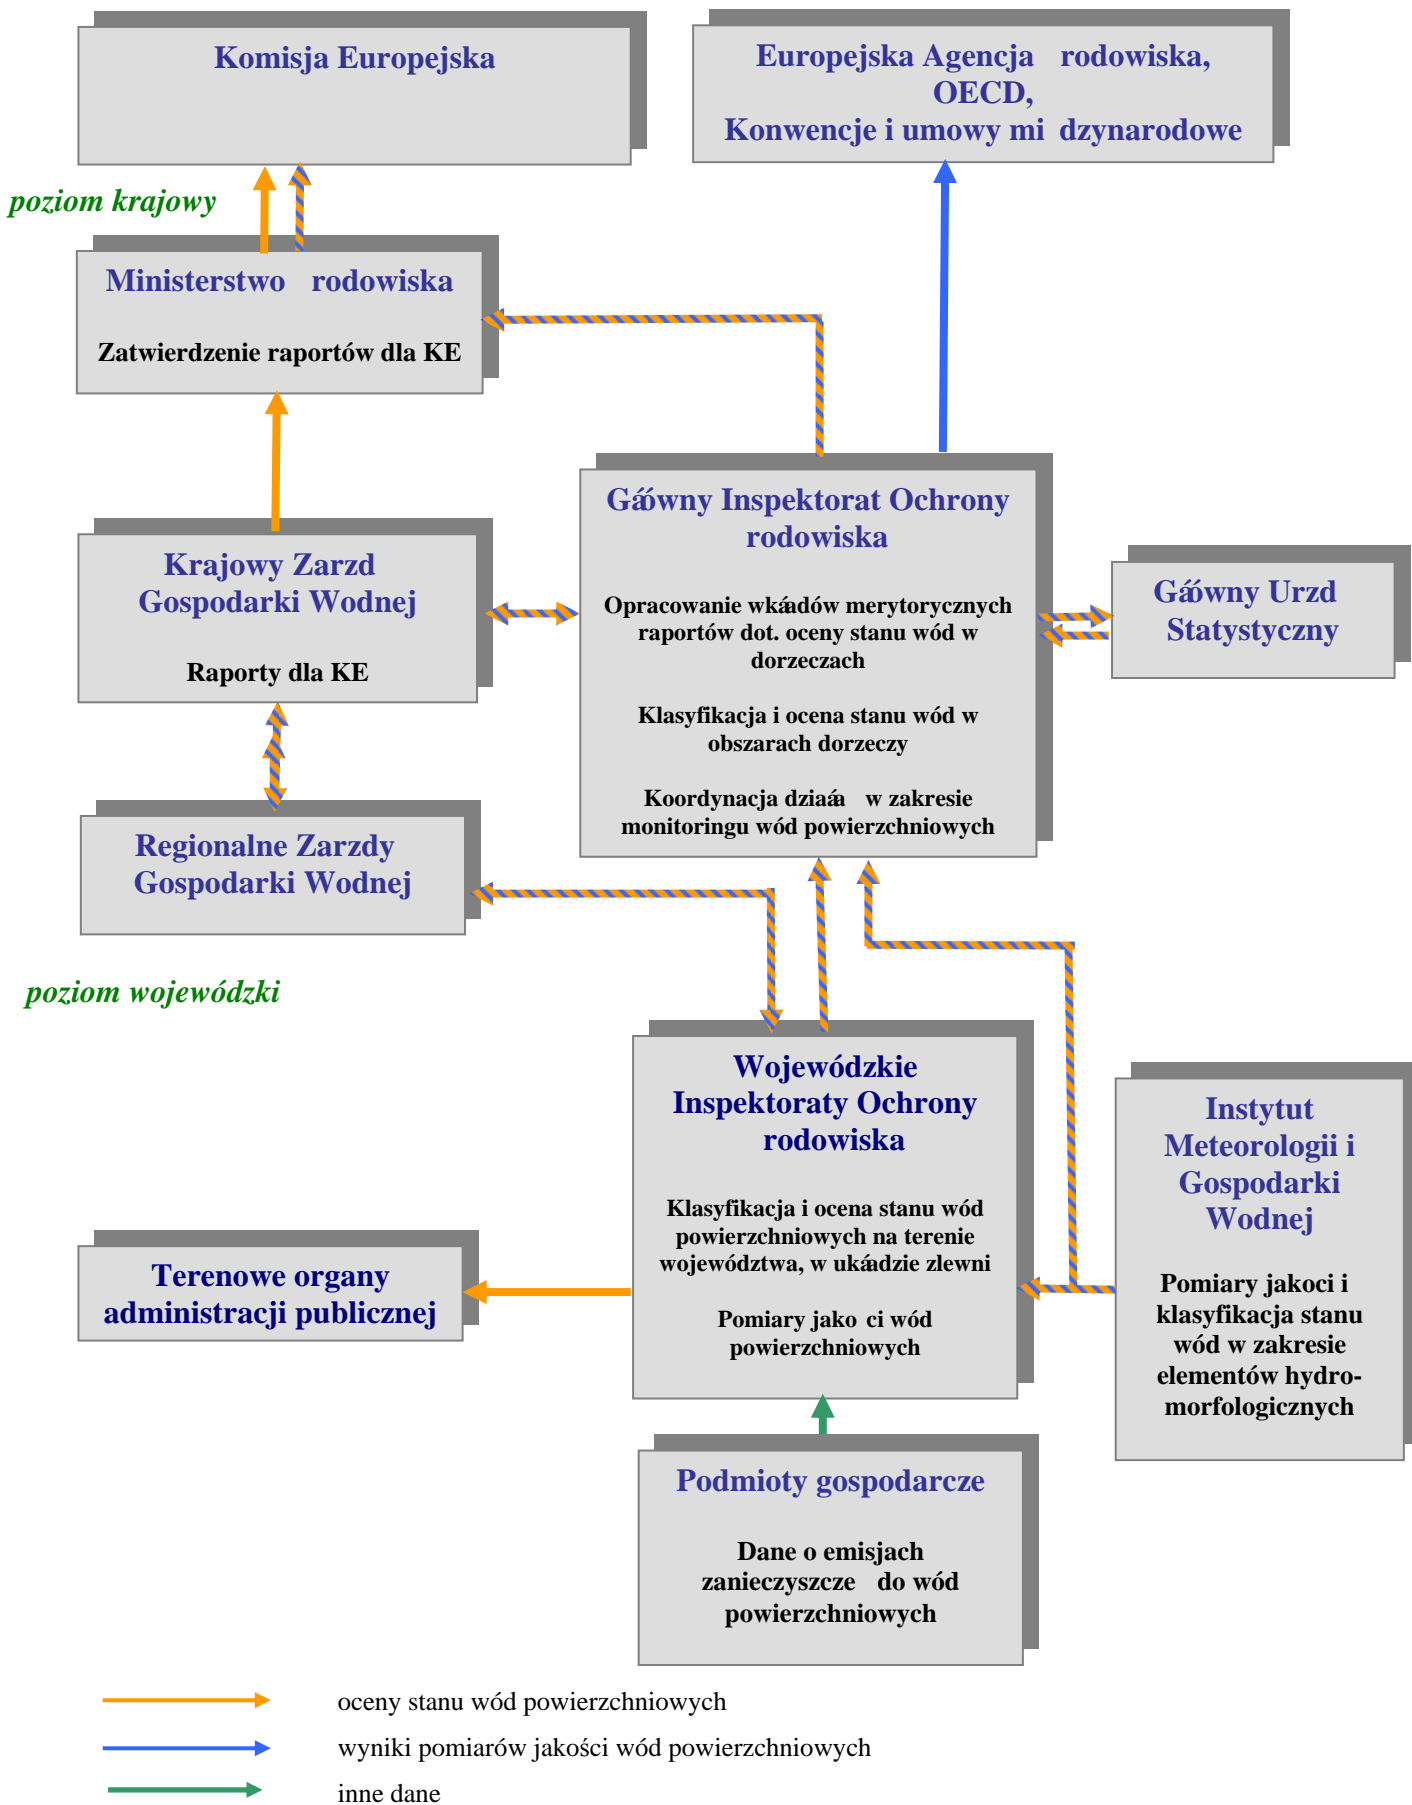 Komisja Europejska
Europejska Agencja rodowiska,
OECD,
Konwencje i umowy mi dzynarodowe
poziom krajowy
Ministerstwo rodowiska
Zatwierdzenie raportów dla KE
Krajowy Zarzd
Gospodarki Wodnej
Raporty dla KE
Gáówny Inspektorat Ochrony
rodowiska
Opracowanie wkáadów merytorycznych
raportów dot. oceny stanu wód w
dorzeczach
Klasyfikacja i ocena stanu wód w
obszarach dorzeczy
Koordynacja dziaáa w zakresie
monitoringu wód powierzchniowych
Gáówny Urzd
Statystyczny
Regionalne Zarzdy
Gospodarki Wodnej
poziom wojewódzki
Wojewódzkie
Inspektoraty Ochrony
rodowiska
Klasyfikacja i ocena stanu wód
powierzchniowych na terenie
województwa, w ukáadzie zlewni
Pomiary jako ci wód
powierzchniowych
Instytut
Meteorologii i
Gospodarki
Wodnej
Pomiary jakoci i
klasyfikacja stanu
wód w zakresie
elementów hydro-
morfologicznych
Terenowe organy
administracji publicznej
Podmioty gospodarcze
Dane o emisjach
zanieczyszcze do wód
powierzchniowych
oceny stanu wód powierzchniowych
wyniki pomiarów jakości wód powierzchniowych
inne dane